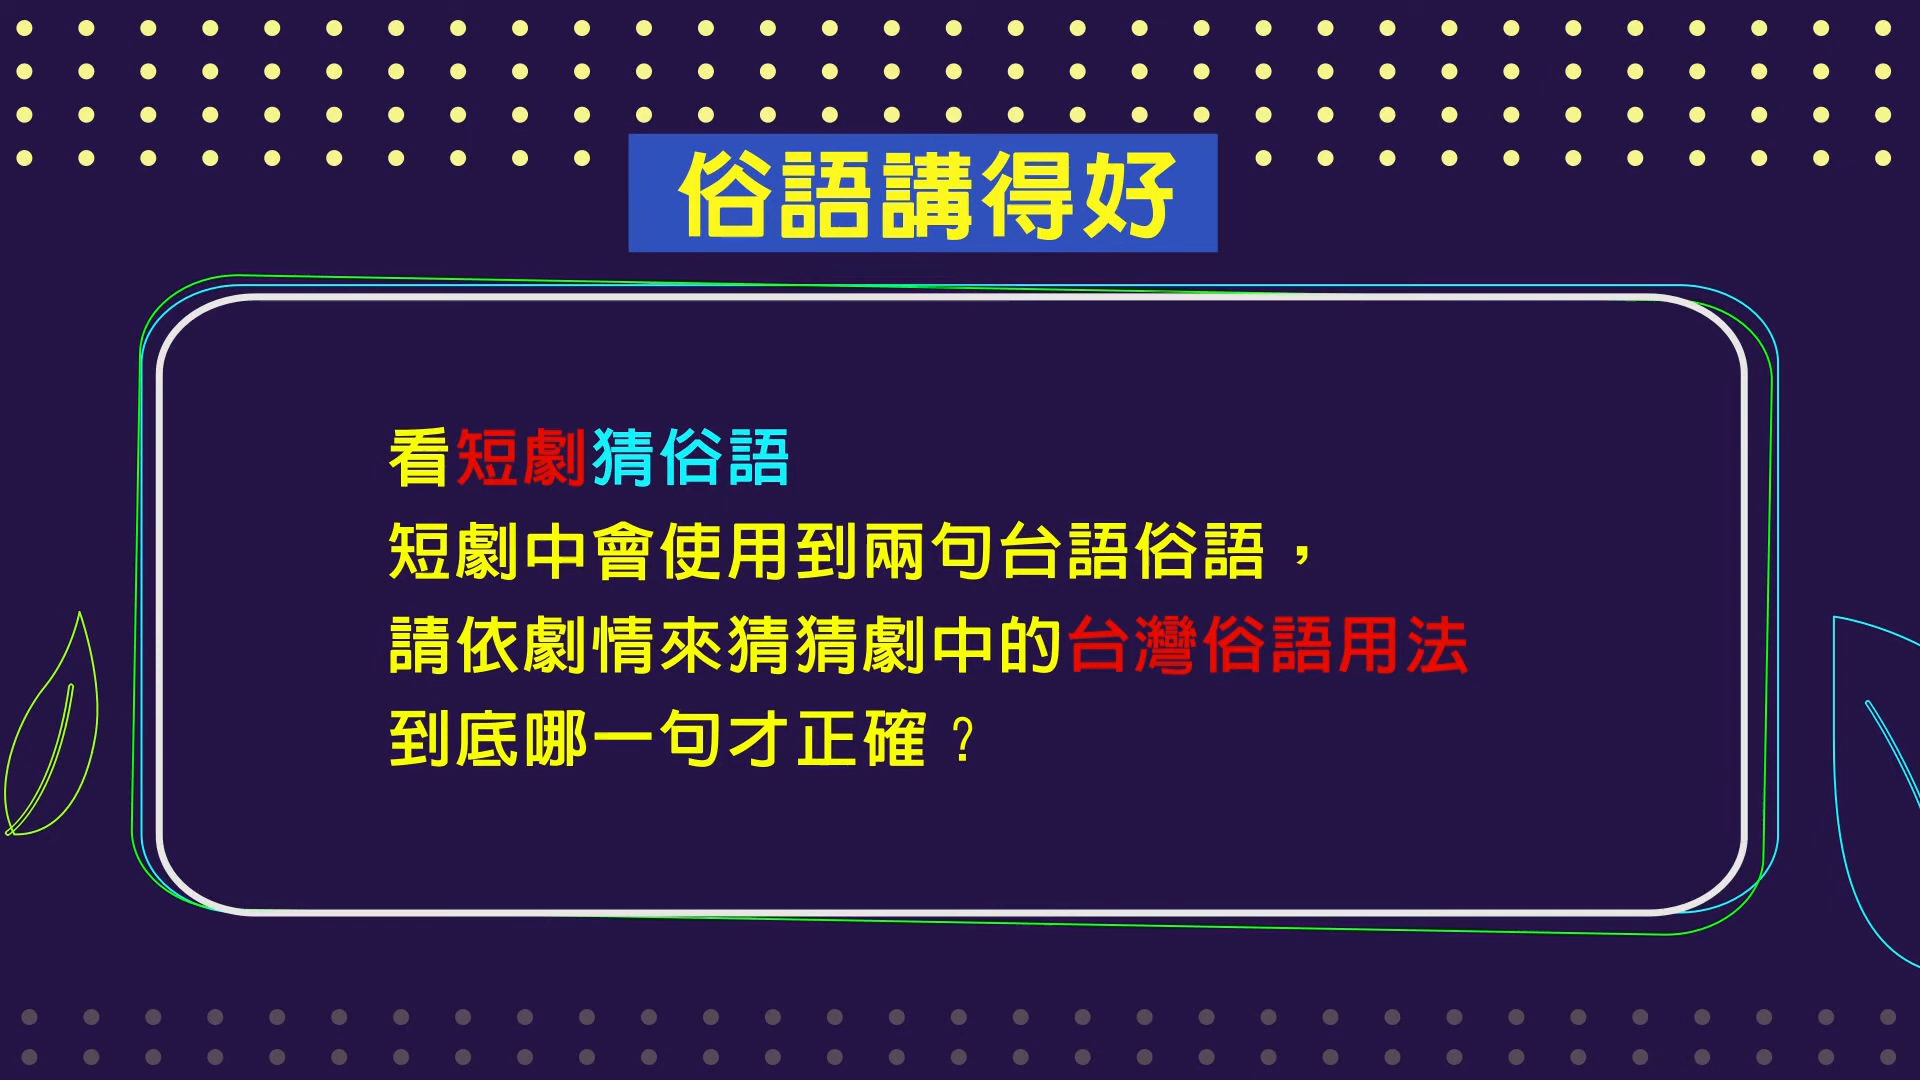 俗語講得好
看短劇猜俗語
短劇中會使用到兩句台語俗語，
請依劇情來猜猜劇中的台灣俗語用法
到底哪一句才正確？